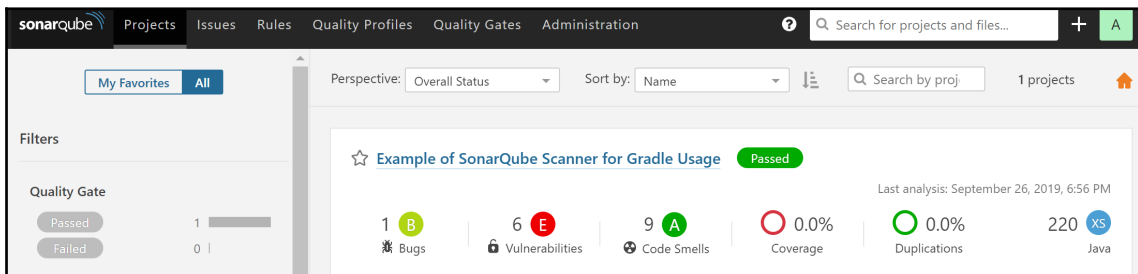 sonarqube Projects Issues Rules Quality Profiles Quality Gates Administration ? Search for projects and files... + A
My Favorites All
Perspective: Overall Status Sort by: Name Search by proj 1 projects
Filters
Example of SonarQube Scanner for Gradle Usage Passed
Quality Gate
Last analysis: September 26, 2019, 6:56 PM
Passed 1
Failed 0
1 B 6 E 9 A 0.0% 0.0% 220 XS
Bugs Vulnerabilities Code Smells Coverage Duplications Java